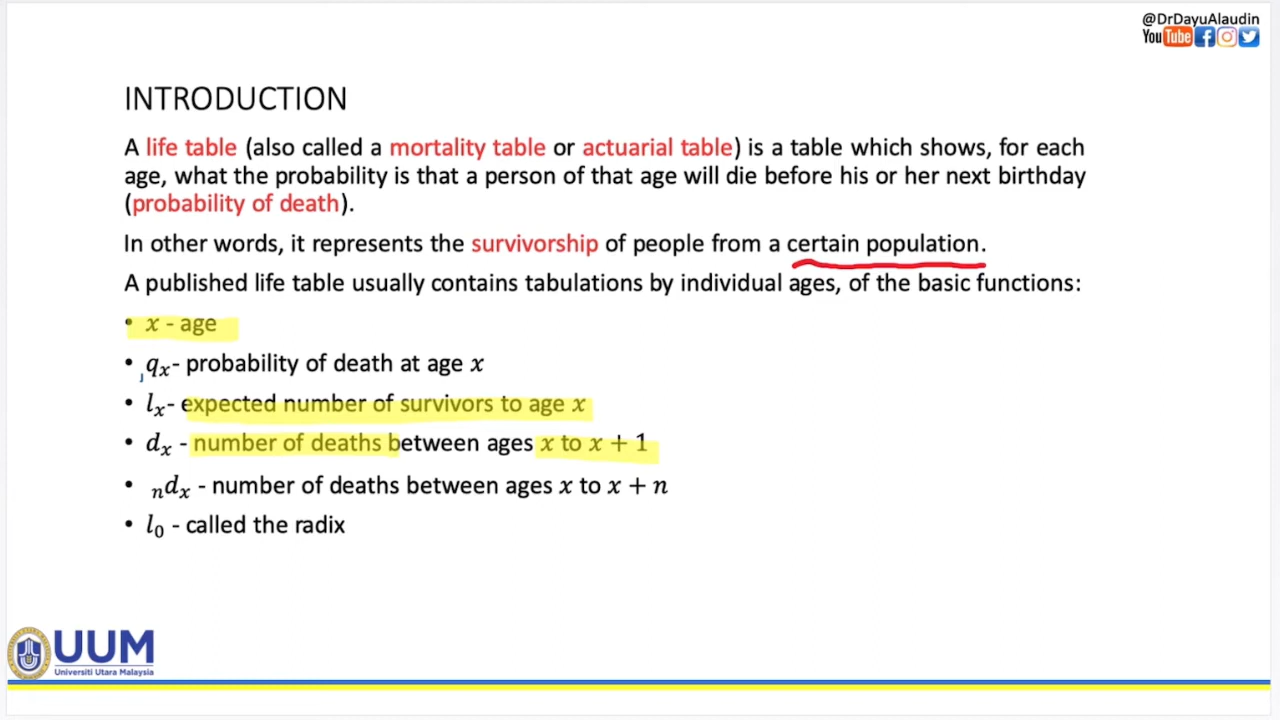 @DrDayuAlaudin
YouTube
INTRODUCTION
A life table (also called a mortality table or actuarial table) is a table which shows, for each
age, what the probability is that a person of that age will die before his or her next birthday
(probability of death).
In other words, it represents the survivorship of people from a certain population.
A published life table usually contains tabulations by individual ages, of the basic functions:
• x - age
• ₁qₓ- probability of death at age x
• lₓ- expected number of survivors to age x
• dₓ - number of deaths between ages x to x + 1
• ₙdₓ - number of deaths between ages x to x + n
• l₀ - called the radix
UUM
Universiti Utara Malaysia